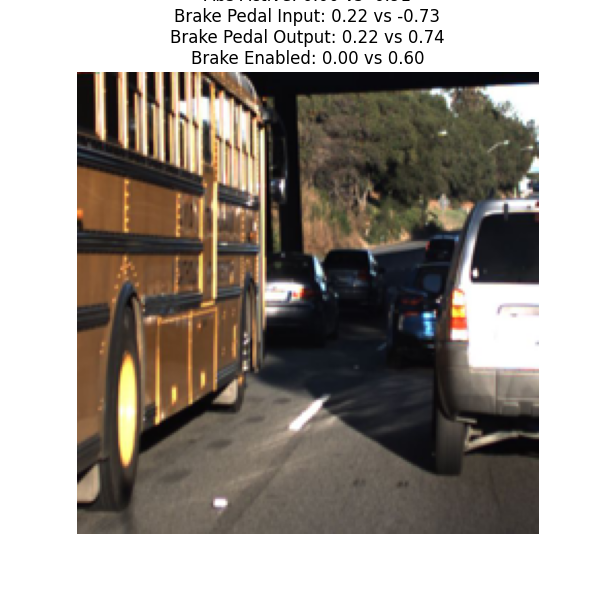 Brake Pedal Input: 0.22 vs -0.73
Brake Pedal Output: 0.22 vs 0.74
Brake Enabled: 0.00 vs 0.60